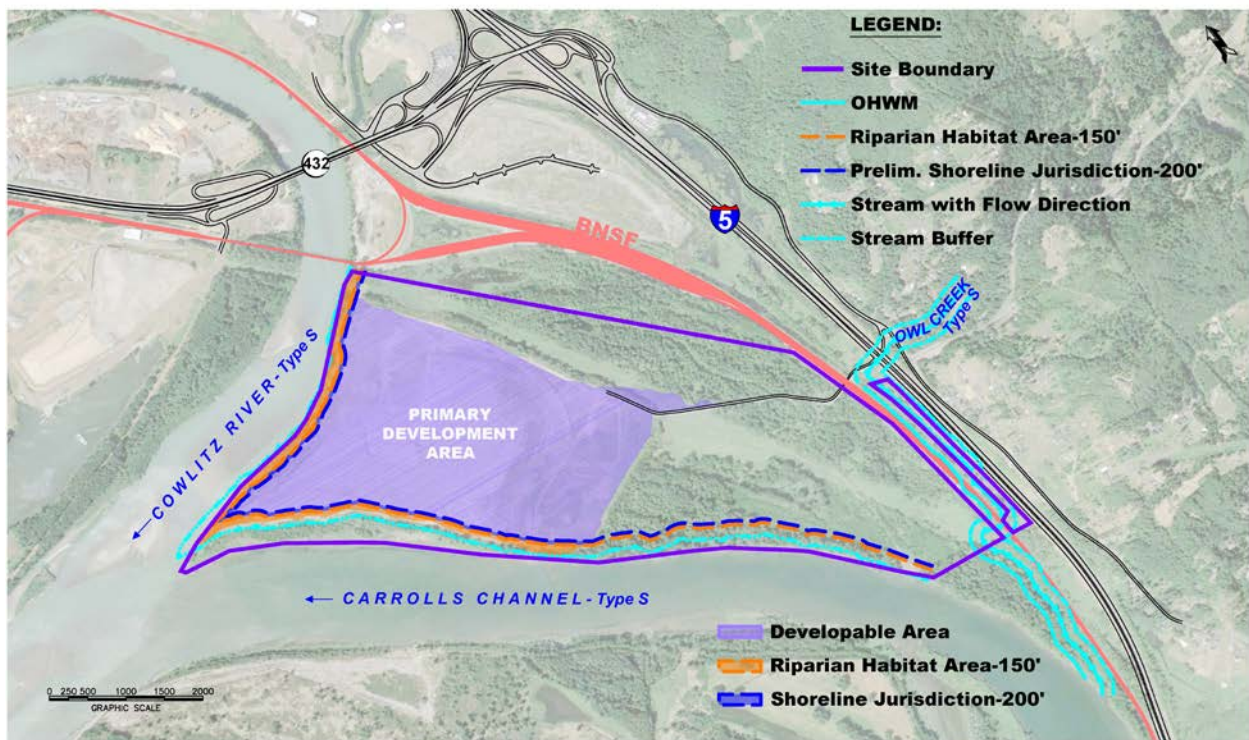 LEGEND:
Site Boundary
OHWM
Riparian Habitat Area-150'
Prelim. Shoreline Jurisdiction-200'
Stream with Flow Direction
Stream Buffer
432
5
BNSF
OWL CREEK
Type S
PRIMARY
DEVELOPMENT
AREA
COWLITZ RIVER - Type S
CARROLLS CHANNEL - Type S
Developable Area
Riparian Habitat Area-150'
Shoreline Jurisdiction-200'
0 250 500 1000 1500 2000
GRAPHIC SCALE